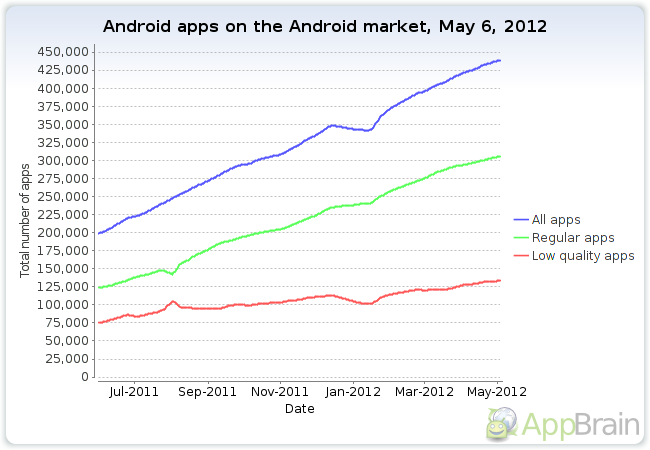 Android apps on the Android market, May 6, 2012
450,000
425,000
400,000
375,000
350,000
325,000
300,000
275,000
250,000
225,000
200,000
175,000
150,000
125,000
100,000
75,000
50,000
25,000
0
Total number of apps
Jul-2011
Sep-2011
Nov-2011
Jan-2012
Mar-2012
May-2012
Date
All apps
Regular apps
Low quality apps
AppBrain